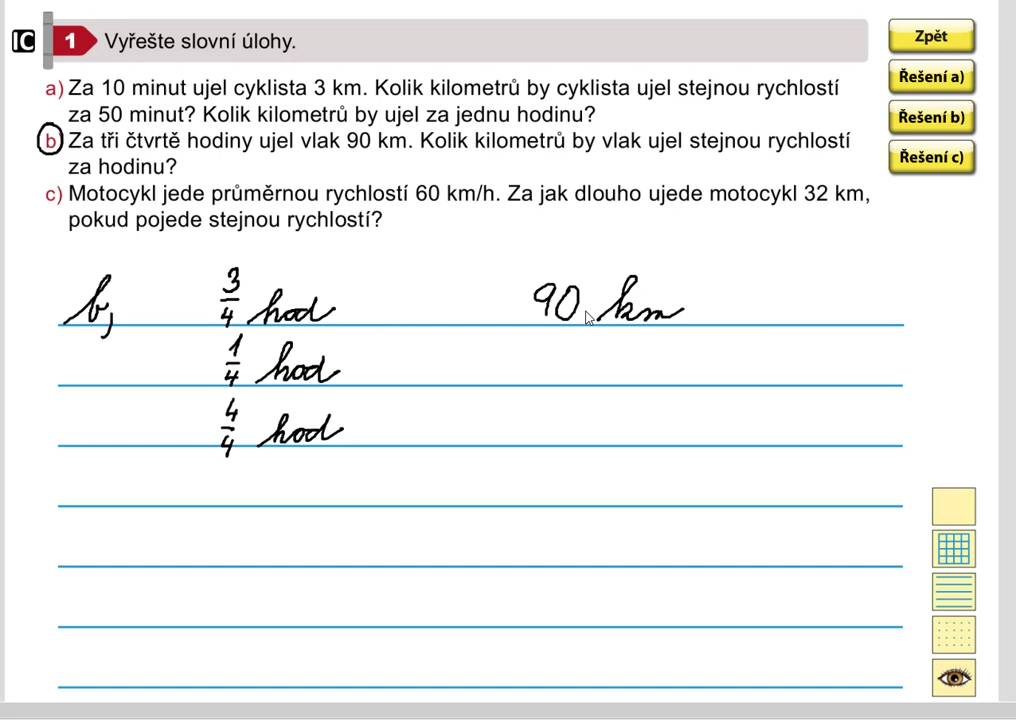 IC 1 Vyřešte slovní úlohy.
Zpět
Řešení a)
Řešení b)
Řešení c)
a) Za 10 minut ujel cyklista 3 km. Kolik kilometrů by cyklista ujel stejnou rychlostí
za 50 minut? Kolik kilometrů by ujel za jednu hodinu?
b) Za tři čtvrtě hodiny ujel vlak 90 km. Kolik kilometrů by vlak ujel stejnou rychlostí
za hodinu?
c) Motocykl jede průměrnou rychlostí 60 km/h. Za jak dlouho ujede motocykl 32 km,
pokud pojede stejnou rychlostí?
b, 3/4 hod 90 km
1/4 hod
4/4 hod